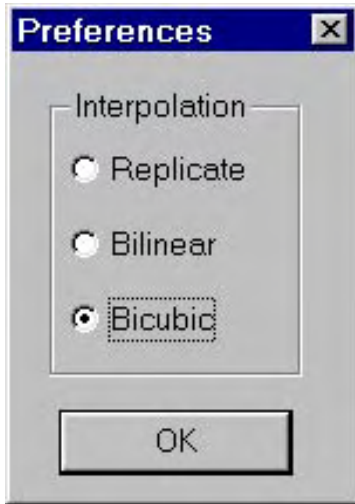 Preferences
Interpolation
Replicate
Bilinear
Bicubic
OK